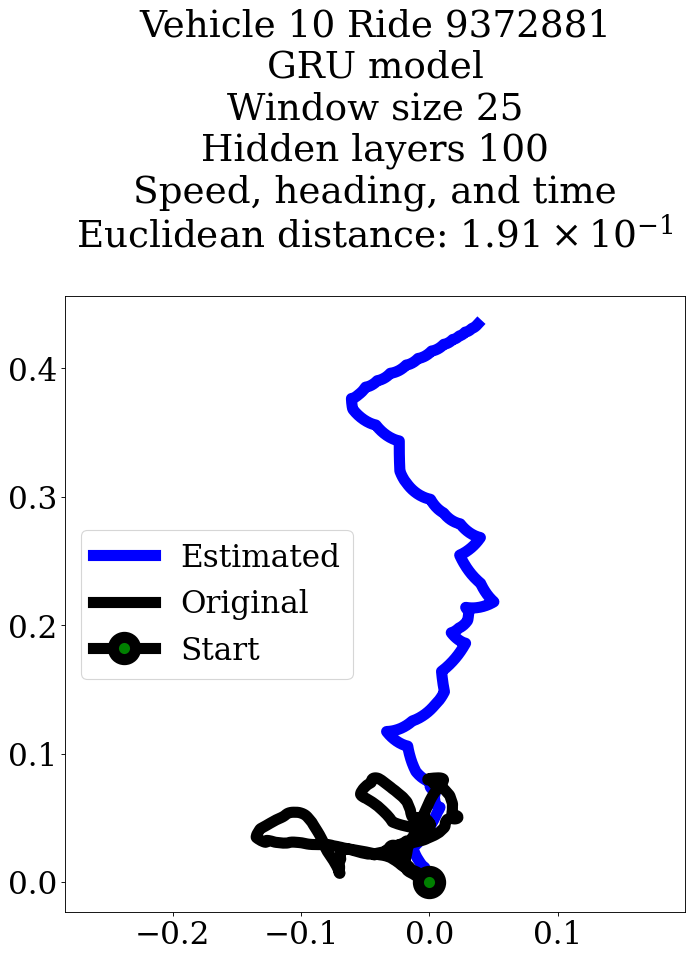 Vehicle 10 Ride 9372881
GRU model
Window size 25
Hidden layers 100
Speed, heading, and time
Euclidean distance: 1.91 × 10⁻¹
0.4
0.3
0.2
0.1
0.0
Estimated
Original
Start
−0.2 −0.1 0.0 0.1